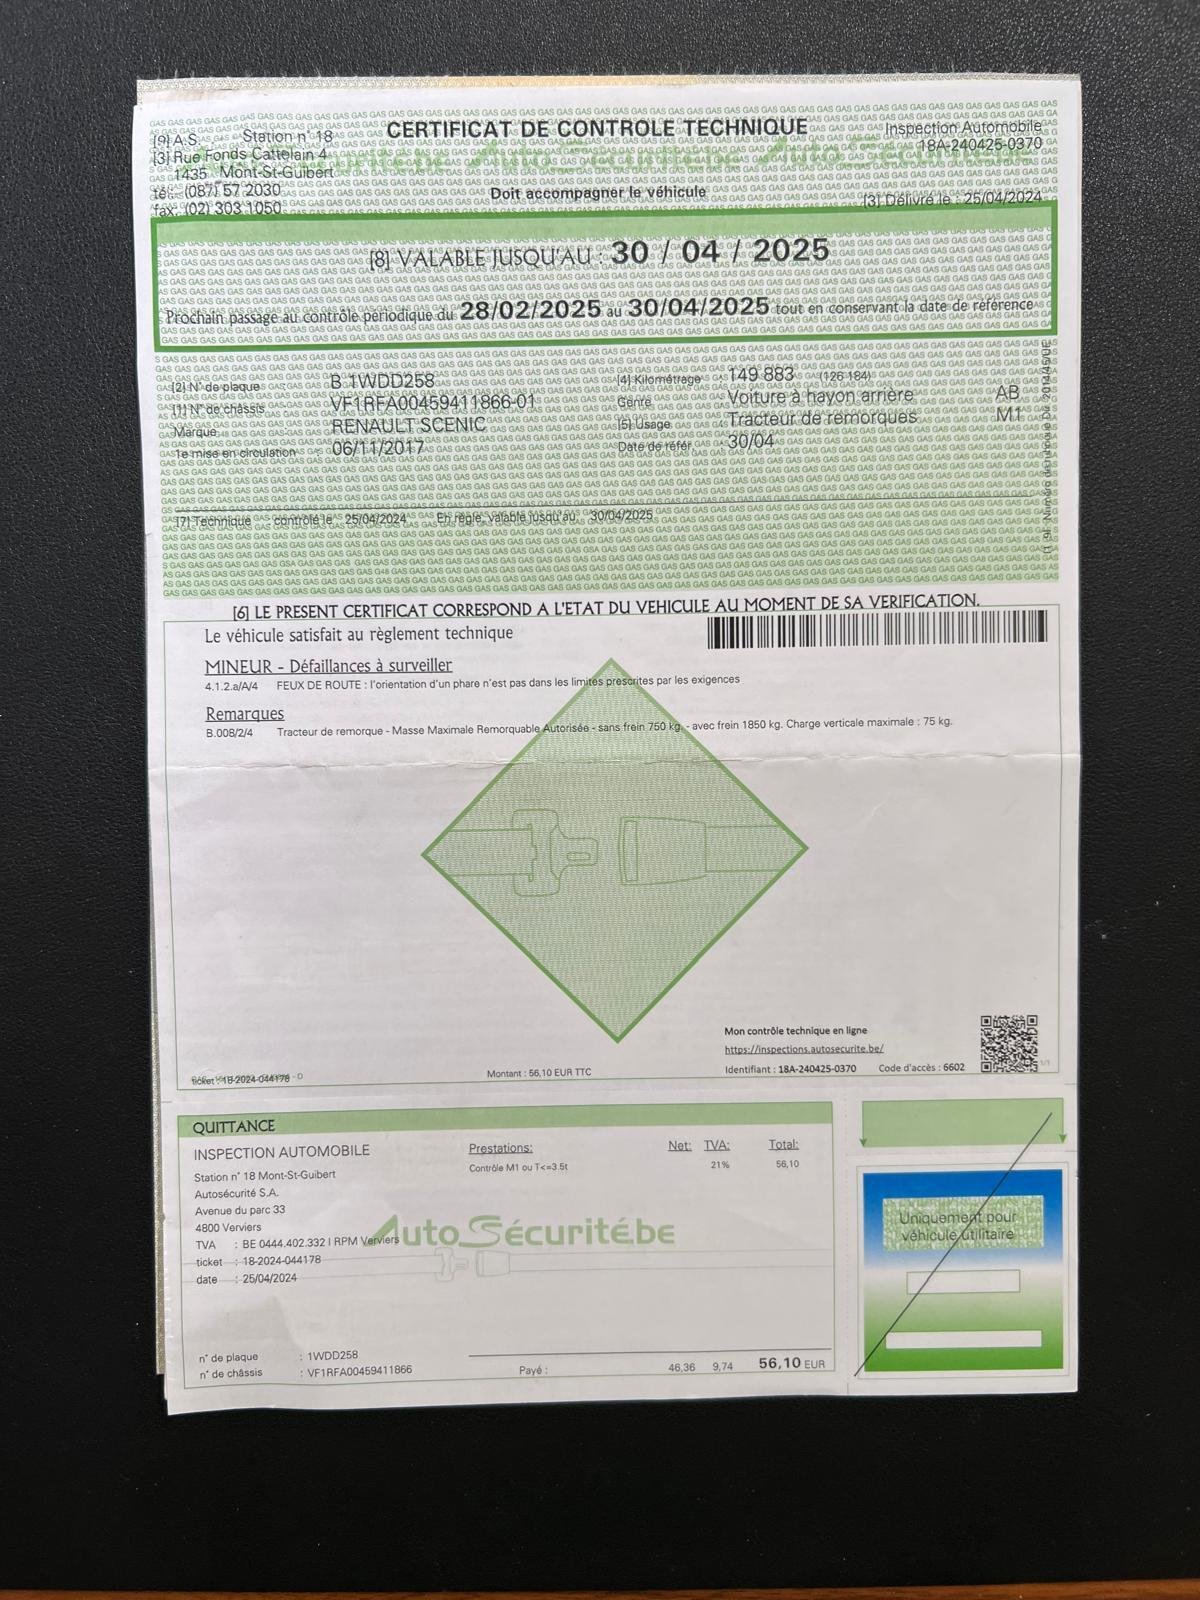 CERTIFICAT DE CONTROLE TECHNIQUE
Doit accompagner le véhicule
[9] A.S. Station n° 18
[3] Rue Fonds Cattelain 4
1435 Mont-St-Guibert
tél. (087) 57 2030
fax. (02) 303 1050
Inspection Automobile
18A-240425-0370
[3] Délivré le : 25/04/2024
[8] VALABLE JUSQU'AU : 30 / 04 / 2025
Prochain passage au contrôle périodique du 28/02/2025 au 30/04/2025 tout en conservant la date de référence
[2] N° de plaque : B 1WDD258
[1] N° de châssis : VF1RFA00459411866-01
Marque : RENAULT SCENIC
1e mise en circulation : 06/11/2017
[4] Kilométrage : 149 883 (126 184)
Genre : Voiture à hayon arrière AB
[5] Usage : Tracteur de remorques M1
Date de référ. : 30/04
[7] Technique contrôlé le 25/04/2024 En règle, valable jusqu'au 30/04/2025
[6] LE PRESENT CERTIFICAT CORRESPOND A L'ETAT DU VEHICULE AU MOMENT DE SA VERIFICATION.
Le véhicule satisfait au règlement technique
MINEUR - Défaillances à surveiller
4.1.2.a/A/4 FEUX DE ROUTE : l'orientation d'un phare n'est pas dans les limites prescrites par les exigences
Remarques
B.008/2/4 Tracteur de remorque - Masse Maximale Remorquable Autorisée - sans frein 750 kg. - avec frein 1850 kg. Charge verticale maximale : 75 kg.
Mon contrôle technique en ligne
https://inspections.autosecurite.be/
Identifiant : 18A-240425-0370 Code d'accès : 6602
1/1
ticket : 18-2024-044178
Montant : 56,10 EUR TTC
QUITTANCE
INSPECTION AUTOMOBILE
Station n° 18 Mont-St-Guibert
Autosécurité S.A.
Avenue du parc 33
4800 Verviers
TVA : BE 0444.402.332 I RPM Verviers
ticket : 18-2024-044178
date : 25/04/2024
Prestations: Net: TVA: Total:
Contrôle M1 ou T<=3.5t 21% 56,10
AutoSécurité.be
n° de plaque : 1WDD258
n° de châssis : VF1RFA00459411866
Payé : 46,36 9,74 56,10 EUR
Uniquement pour
véhicule utilitaire